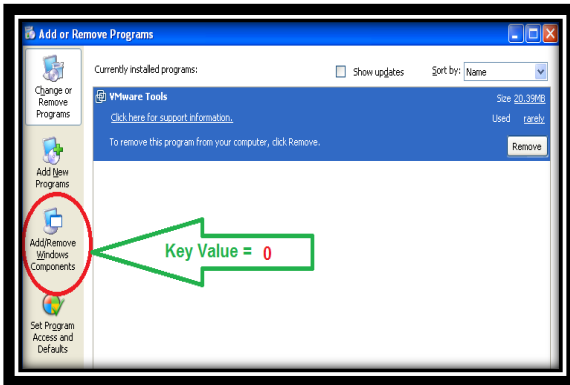 Add or Remove Programs
Change or
Remove
Programs
Currently installed programs:
Show updates
Sort by:
Name
VMware Tools
Size 20.39MB
Click here for support information.
Used rarely
To remove this program from your computer, click Remove.
Remove
Add New
Programs
Add/Remove
Windows
Components
Key Value = 0
Set Program
Access and
Defaults